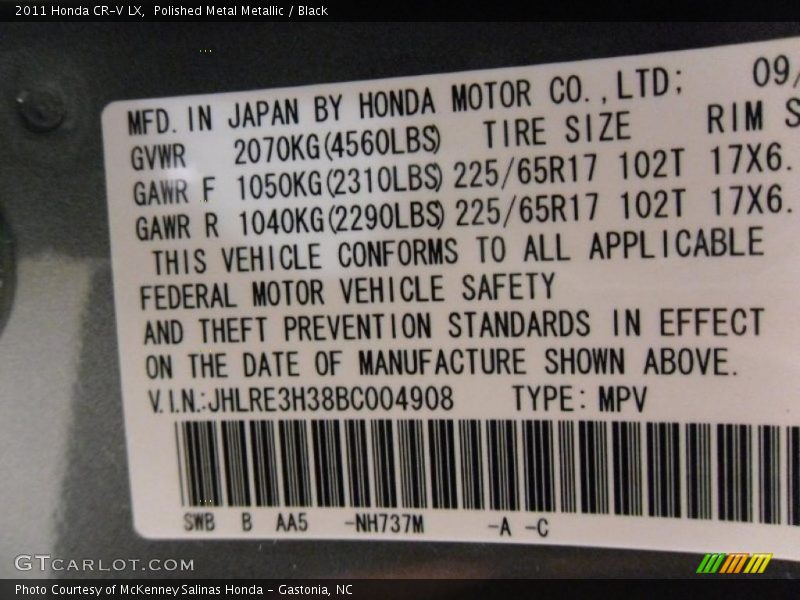 2011 Honda CR-V LX,  Polished Metal Metallic / Black
MFD. IN JAPAN BY HONDA MOTOR CO.,LTD; 09/
GVWR 2070KG(4560LBS) TIRE SIZE RIM S
GAWR F 1050KG(2310LBS) 225/65R17 102T 17X6.
GAWR R 1040KG(2290LBS) 225/65R17 102T 17X6.
THIS VEHICLE CONFORMS TO ALL APPLICABLE
FEDERAL MOTOR VEHICLE SAFETY
AND THEFT PREVENTION STANDARDS IN EFFECT
ON THE DATE OF MANUFACTURE SHOWN ABOVE.
V.I.N.:JHLRE3H38BC004908 TYPE: MPV
SWB B AA5 -NH737M -A -C
GTCARLOT.COM
Photo Courtesy of McKenney Salinas Honda - Gastonia, NC